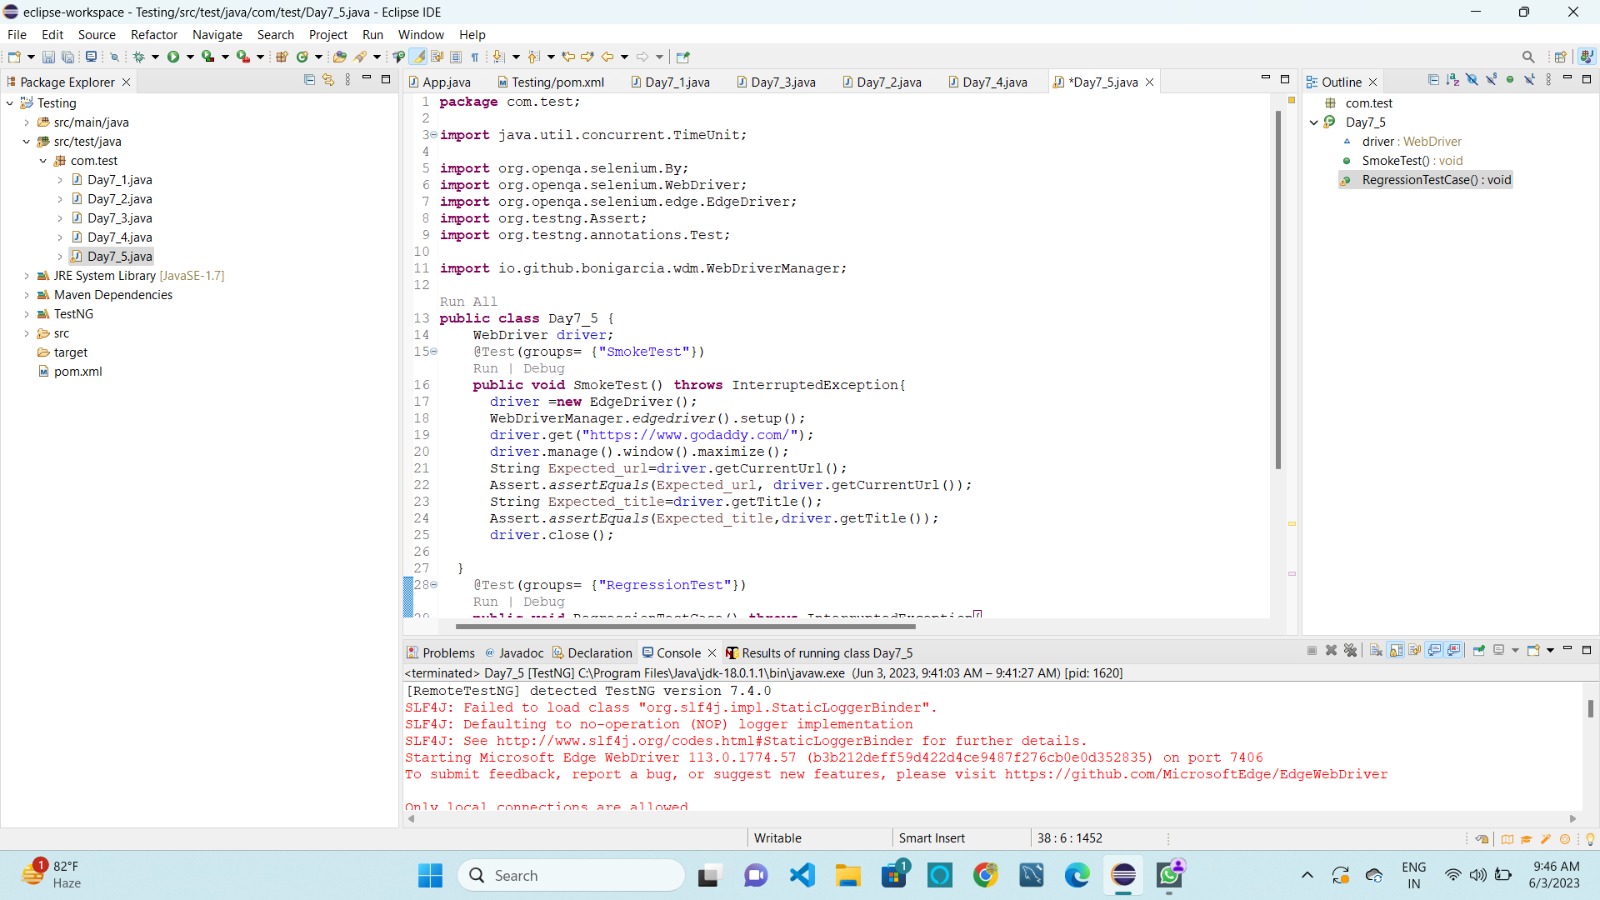 eclipse-workspace - Testing/src/test/java/com/test/Day7_5.java - Eclipse IDE
File Edit Source Refactor Navigate Search Project Run Window Help
Package Explorer
Testing
src/main/java
src/test/java
com.test
Day7_1.java
Day7_2.java
Day7_3.java
Day7_4.java
Day7_5.java
JRE System Library [JavaSE-1.7]
Maven Dependencies
TestNG
src
target
pom.xml
App.java Testing/pom.xml Day7_1.java Day7_3.java Day7_2.java Day7_4.java *Day7_5.java
1 package com.test;
2
3 import java.util.concurrent.TimeUnit;
4
5 import org.openqa.selenium.By;
6 import org.openqa.selenium.WebDriver;
7 import org.openqa.selenium.edge.EdgeDriver;
8 import org.testng.Assert;
9 import org.testng.annotations.Test;
10
11 import io.github.bonigarcia.wdm.WebDriverManager;
12
Run All
13 public class Day7_5 {
14 WebDriver driver;
15 @Test(groups= {"SmokeTest"})
Run | Debug
16 public void SmokeTest() throws InterruptedException{
17 driver =new EdgeDriver();
18 WebDriverManager.edgedriver().setup();
19 driver.get("https://www.godaddy.com/");
20 driver.manage().window().maximize();
21 String Expected_url=driver.getCurrentUrl();
22 Assert.assertEquals(Expected_url, driver.getCurrentUrl());
23 String Expected_title=driver.getTitle();
24 Assert.assertEquals(Expected_title,driver.getTitle());
25 driver.close();
26
27 }
28 @Test(groups= {"RegressionTest"})
Run | Debug
29 public void RegressionTestCase() throws InterruptedException{
Outline
com.test
Day7_5
driver : WebDriver
SmokeTest() : void
RegressionTestCase() : void
Problems Javadoc Declaration Console Results of running class Day7_5
<terminated> Day7_5 [TestNG] C:\Program Files\Java\jdk-18.0.1.1\bin\javaw.exe (Jun 3, 2023, 9:41:03 AM – 9:41:27 AM) [pid: 1620]
[RemoteTestNG] detected TestNG version 7.4.0
SLF4J: Failed to load class "org.slf4j.impl.StaticLoggerBinder".
SLF4J: Defaulting to no-operation (NOP) logger implementation
SLF4J: See http://www.slf4j.org/codes.html#StaticLoggerBinder for further details.
Starting Microsoft Edge WebDriver 113.0.1774.57 (b3b212deff59d422d4ce9487f276cb0e0d352835) on port 7406
To submit feedback, report a bug, or suggest new features, please visit https://github.com/MicrosoftEdge/EdgeWebDriver
Only local connections are allowed
Writable Smart Insert 38 : 6 : 1452
1
82°F
Haze
Search
1
ENG
IN
9:46 AM
6/3/2023